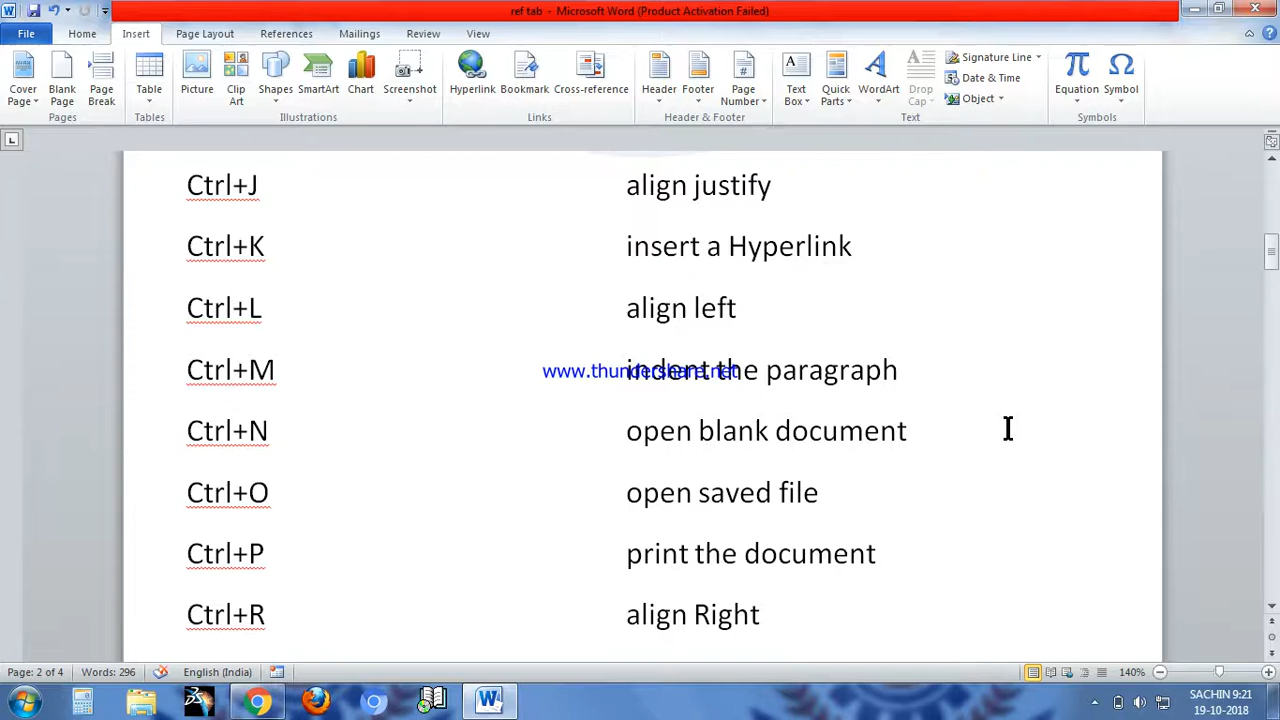 ref tab - Microsoft Word (Product Activation Failed)
File Home Insert Page Layout References Mailings Review View
Cover Page Blank Page Page Break Table Picture Clip Art Shapes SmartArt Chart Screenshot Hyperlink Bookmark Cross-reference Header Footer Page Number Text Box Quick Parts WordArt Drop Cap Signature Line Date & Time Object Equation Symbol
Pages Tables Illustrations Links Header & Footer Text Symbols
Ctrl+J align justify
Ctrl+K insert a Hyperlink
Ctrl+L align left
Ctrl+M indent the paragraph
www.thundershare.net
Ctrl+N open blank document
Ctrl+O open saved file
Ctrl+P print the document
Ctrl+R align Right
Page: 2 of 4 Words: 296 English (India) 140%
SACHIN 9:21
19-10-2018